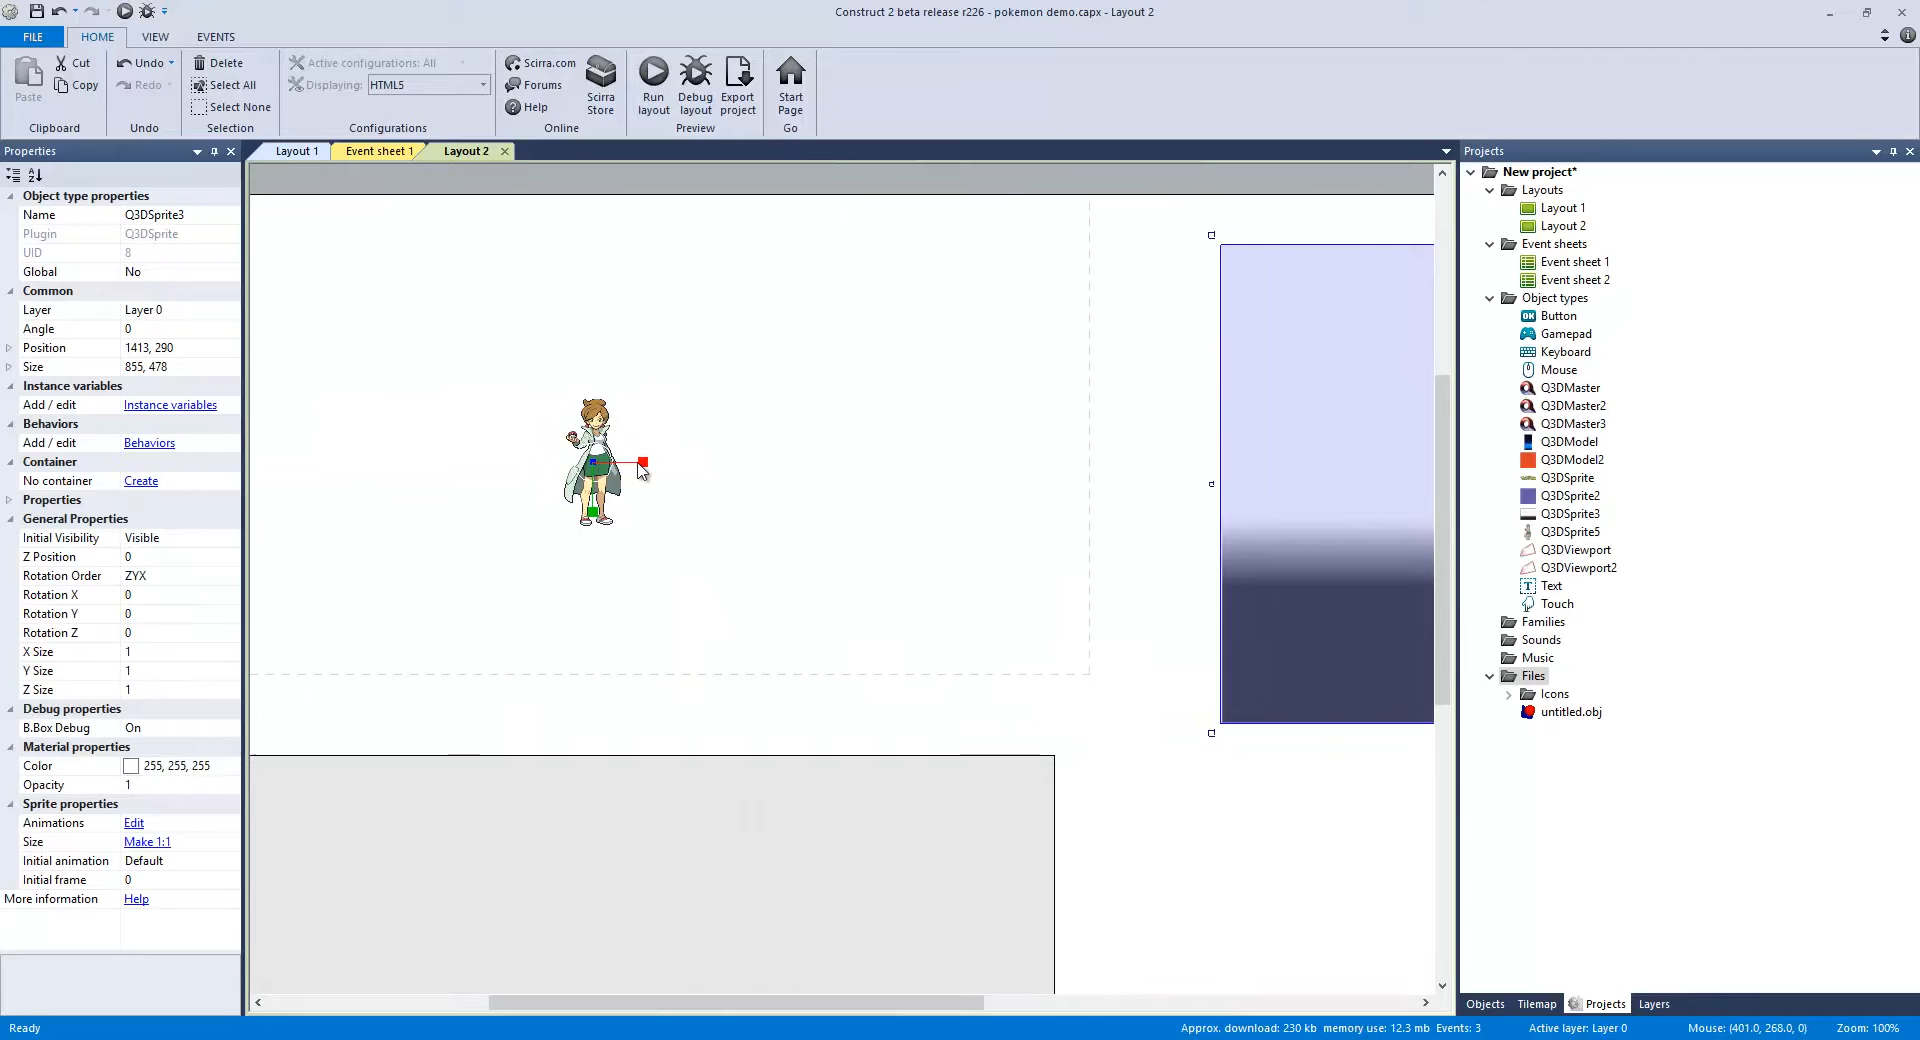 Construct 2 beta release r226 - pokemon demo.capx - Layout 2
FILE HOME VIEW EVENTS
Paste
Cut
Copy
Clipboard
Undo
Redo
Undo
Delete
Select All
Select None
Selection
Active configurations: All
Displaying: HTML5
Configurations
Scirra.com
Forums
Help
Online
Scirra Store
Run layout
Debug layout
Export project
Preview
Start Page
Go
Properties
Layout 1
Event sheet 1
Layout 2
Projects
Object type properties
Name Q3DSprite3
Plugin Q3DSprite
UID 8
Global No
Common
Layer Layer 0
Angle 0
Position 1413, 290
Size 855, 478
Instance variables
Add / edit Instance variables
Behaviors
Add / edit Behaviors
Container
No container Create
Properties
General Properties
Initial Visibility Visible
Z Position 0
Rotation Order ZYX
Rotation X 0
Rotation Y 0
Rotation Z 0
X Size 1
Y Size 1
Z Size 1
Debug properties
B.Box Debug On
Material properties
Color 255, 255, 255
Opacity 1
Sprite properties
Animations Edit
Size Make 1:1
Initial animation Default
Initial frame 0
More information Help
New project*
Layouts
Layout 1
Layout 2
Event sheets
Event sheet 1
Event sheet 2
Object types
OK Button
Gamepad
Keyboard
Mouse
Q3DMaster
Q3DMaster2
Q3DMaster3
Q3DModel
Q3DModel2
Q3DSprite
Q3DSprite2
Q3DSprite3
Q3DSprite5
Q3DViewport
Q3DViewport2
T Text
Touch
Families
Sounds
Music
Files
Icons
untitled.obj
Objects Tilemap Projects Layers
Ready
Approx. download: 230 kb memory use: 12.3 mb Events: 3 Active layer: Layer 0 Mouse: (401.0, 268.0, 0) Zoom: 100%